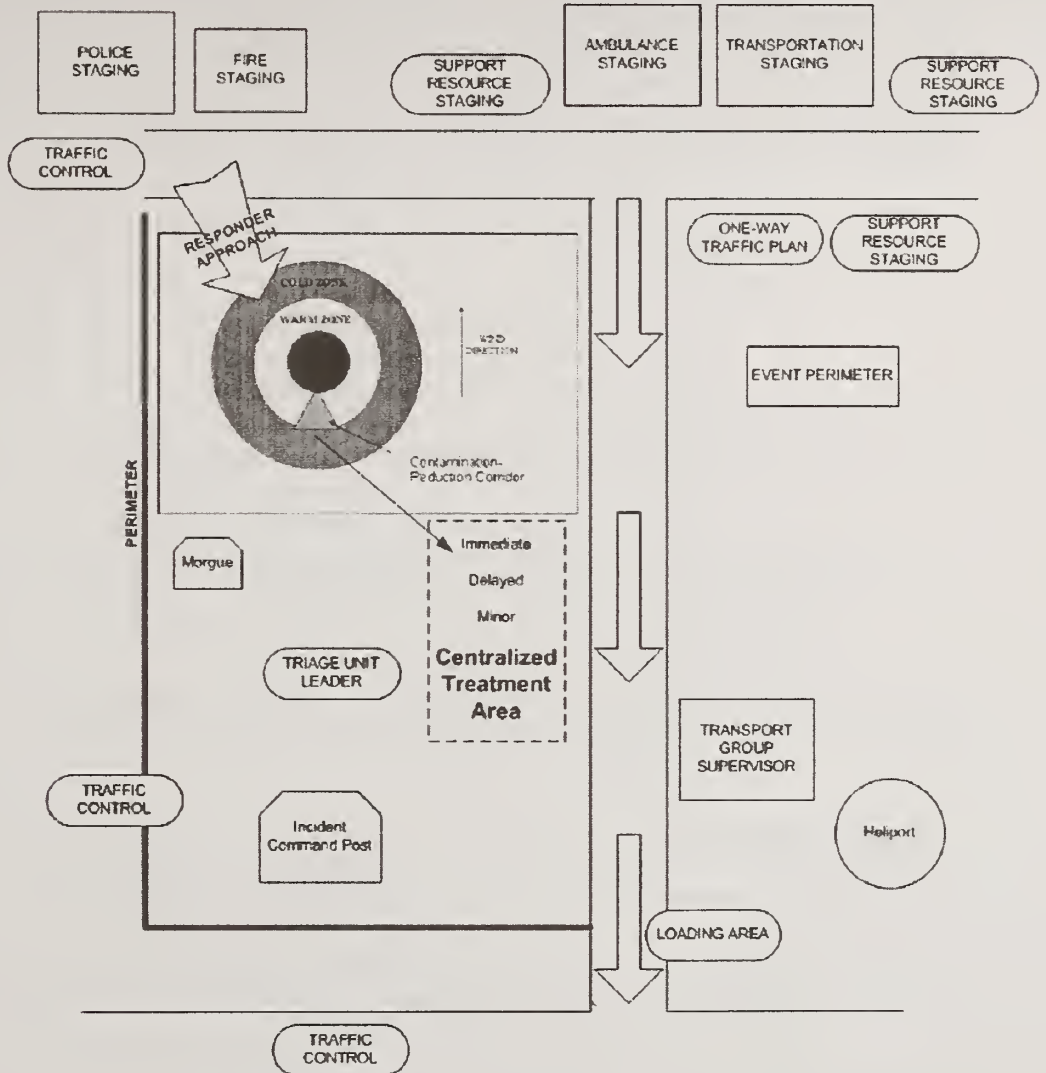 POLICE
STAGING
FIRE
STAGING
SUPPORT
RESOURCE
STAGING
AMBULANCE
STAGING
TRANSPORTATION
STAGING
SUPPORT
RESOURCE
STAGING
TRAFFIC
CONTROL
RESPONDER
APPROACH
ONE-WAY
TRAFFIC PLAN
SUPPORT
RESOURCE
STAGING
COLD ZONE
WARM ZONE
WIND
DIRECTION
EVENT PERIMETER
Contamination-
Reduction Corridor
PERIMETER
Morgue
Immediate
Delayed
Minor
Centralized
Treatment
Area
TRIAGE UNIT
LEADER
TRANSPORT
GROUP
SUPERVISOR
TRAFFIC
CONTROL
Incident
Command Post
Heliport
LOADING AREA
TRAFFIC
CONTROL